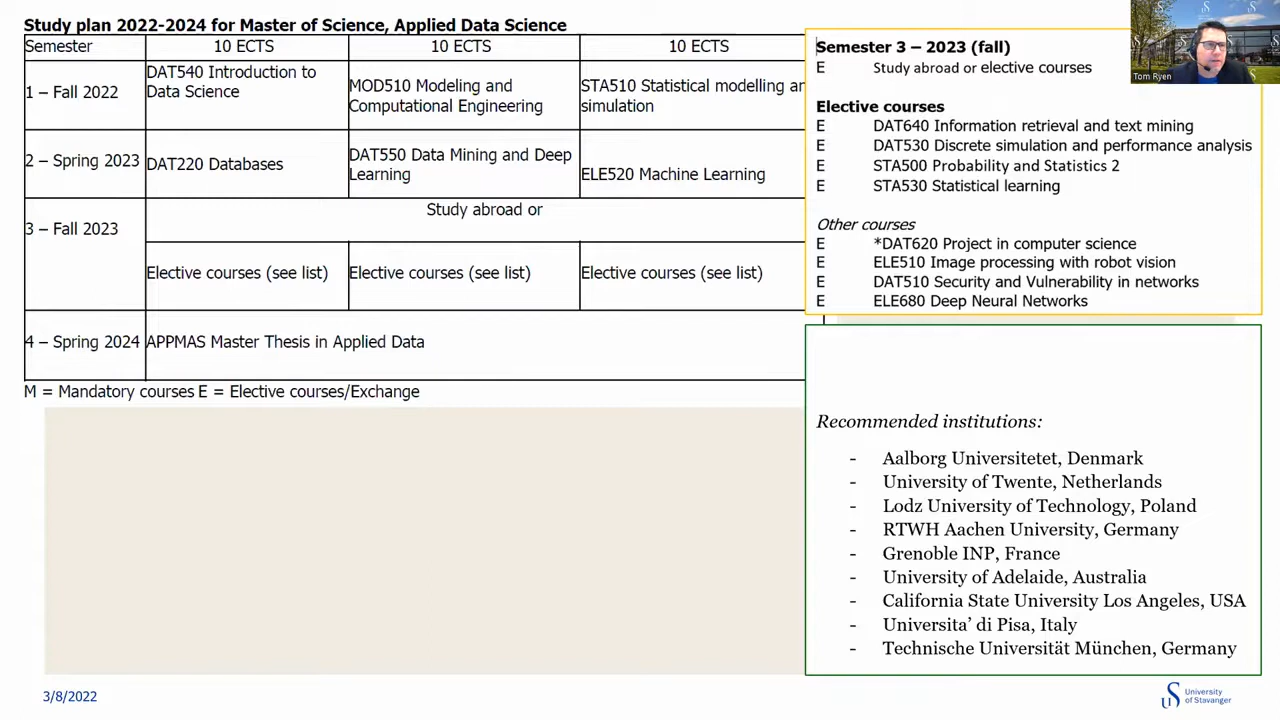 Study plan 2022-2024 for Master of Science, Applied Data Science
Semester 10 ECTS 10 ECTS 10 ECTS
1 – Fall 2022
DAT540 Introduction to
Data Science
MOD510 Modeling and
Computational Engineering
STA510 Statistical modelling an
simulation
2 – Spring 2023
DAT220 Databases
DAT550 Data Mining and Deep
Learning
ELE520 Machine Learning
3 – Fall 2023
Study abroad or
Elective courses (see list) Elective courses (see list) Elective courses (see list)
4 – Spring 2024 APPMAS Master Thesis in Applied Data
M = Mandatory courses E = Elective courses/Exchange
Semester 3 – 2023 (fall)
E Study abroad or elective courses
Elective courses
E DAT640 Information retrieval and text mining
E DAT530 Discrete simulation and performance analysis
E STA500 Probability and Statistics 2
E STA530 Statistical learning
Other courses
E *DAT620 Project in computer science
E ELE510 Image processing with robot vision
E DAT510 Security and Vulnerability in networks
E ELE680 Deep Neural Networks
Recommended institutions:
- Aalborg Universitetet, Denmark
- University of Twente, Netherlands
- Lodz University of Technology, Poland
- RTWH Aachen University, Germany
- Grenoble INP, France
- University of Adelaide, Australia
- California State University Los Angeles, USA
- Universita’ di Pisa, Italy
- Technische Universität München, Germany
Tom Ryen
3/8/2022
University
of Stavanger